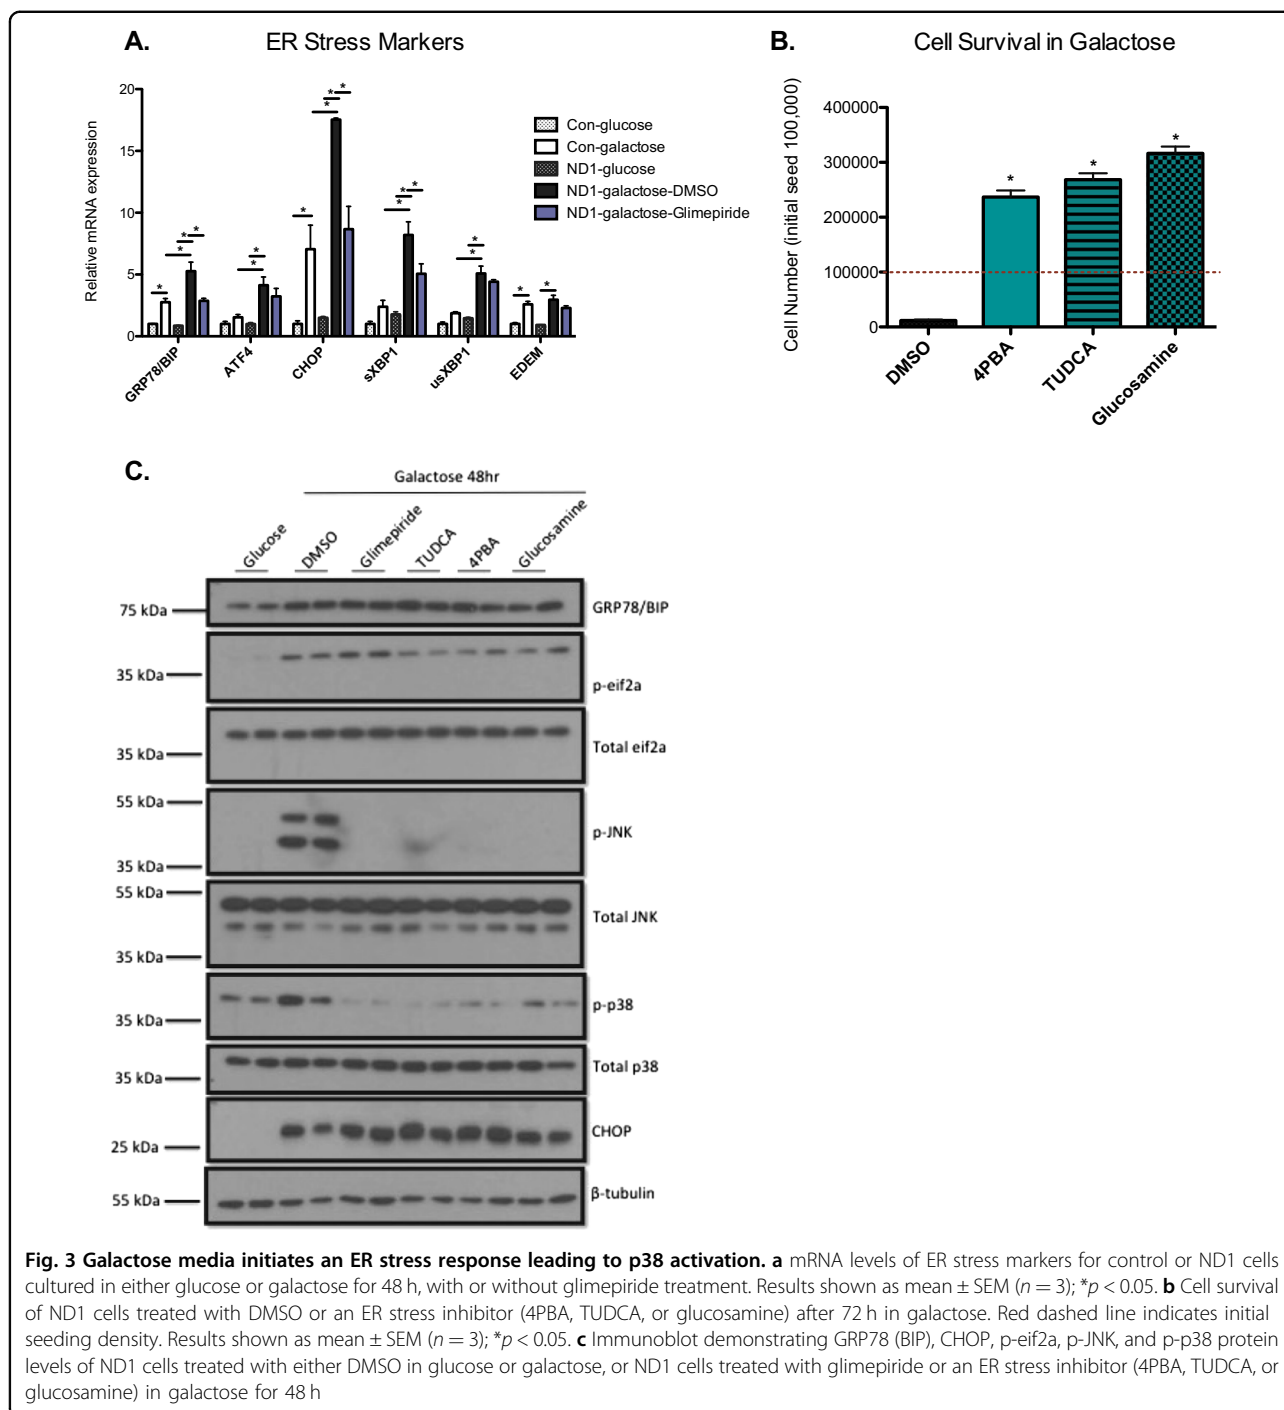 A. ER Stress Markers
Relative mRNA expression
20
15
10
5
0
GRP78/BIP
ATF4
CHOP
sXBP1
usXBP1
EDEM
* * * *
* * *
* * * *
* * *
* *
* *
Con-glucose
Con-galactose
ND1-glucose
ND1-galactose-DMSO
ND1-galactose-Glimepiride
B. Cell Survival in Galactose
Cell Number (initial seed 100,000)
400000
300000
200000
100000
0
* * *
DMSO
4PBA
TUDCA
Glucosamine
C.
Galactose 48hr
Glucose
DMSO
Glimepiride
TUDCA
4PBA
Glucosamine
75 kDa GRP78/BIP
35 kDa p-eif2a
35 kDa Total eif2a
55 kDa
p-JNK
35 kDa
55 kDa
Total JNK
35 kDa
p-p38
35 kDa
Total p38
35 kDa
CHOP
25 kDa
β-tubulin
55 kDa
Fig. 3 Galactose media initiates an ER stress response leading to p38 activation. a mRNA levels of ER stress markers for control or ND1 cells
cultured in either glucose or galactose for 48 h, with or without glimepiride treatment. Results shown as mean ± SEM (n = 3); *p < 0.05. b Cell survival
of ND1 cells treated with DMSO or an ER stress inhibitor (4PBA, TUDCA, or glucosamine) after 72 h in galactose. Red dashed line indicates initial
seeding density. Results shown as mean ± SEM (n = 3); *p < 0.05. c Immunoblot demonstrating GRP78 (BIP), CHOP, p-eif2a, p-JNK, and p-p38 protein
levels of ND1 cells treated with either DMSO in glucose or galactose, or ND1 cells treated with glimepiride or an ER stress inhibitor (4PBA, TUDCA, or
glucosamine) in galactose for 48 h